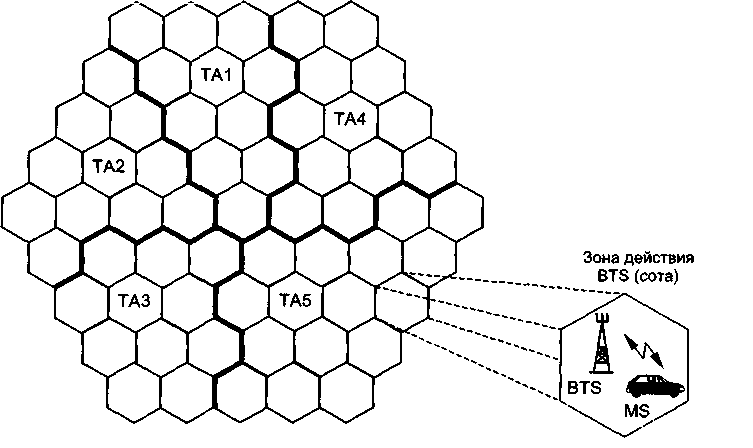 TA1
TA4
TA2
TA3
TA5
Зона действия
BTS (сота)
BTS
MS